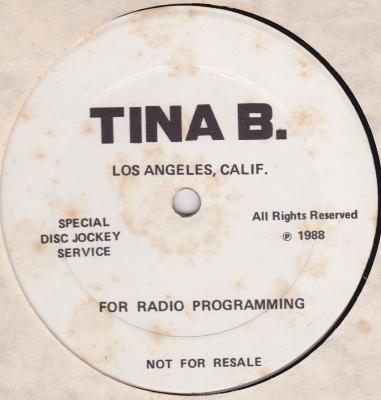 TINA B.
LOS ANGELES, CALIF.
SPECIAL
DISC JOCKEY
SERVICE
All Rights Reserved
℗ 1988
FOR RADIO PROGRAMMING
NOT FOR RESALE